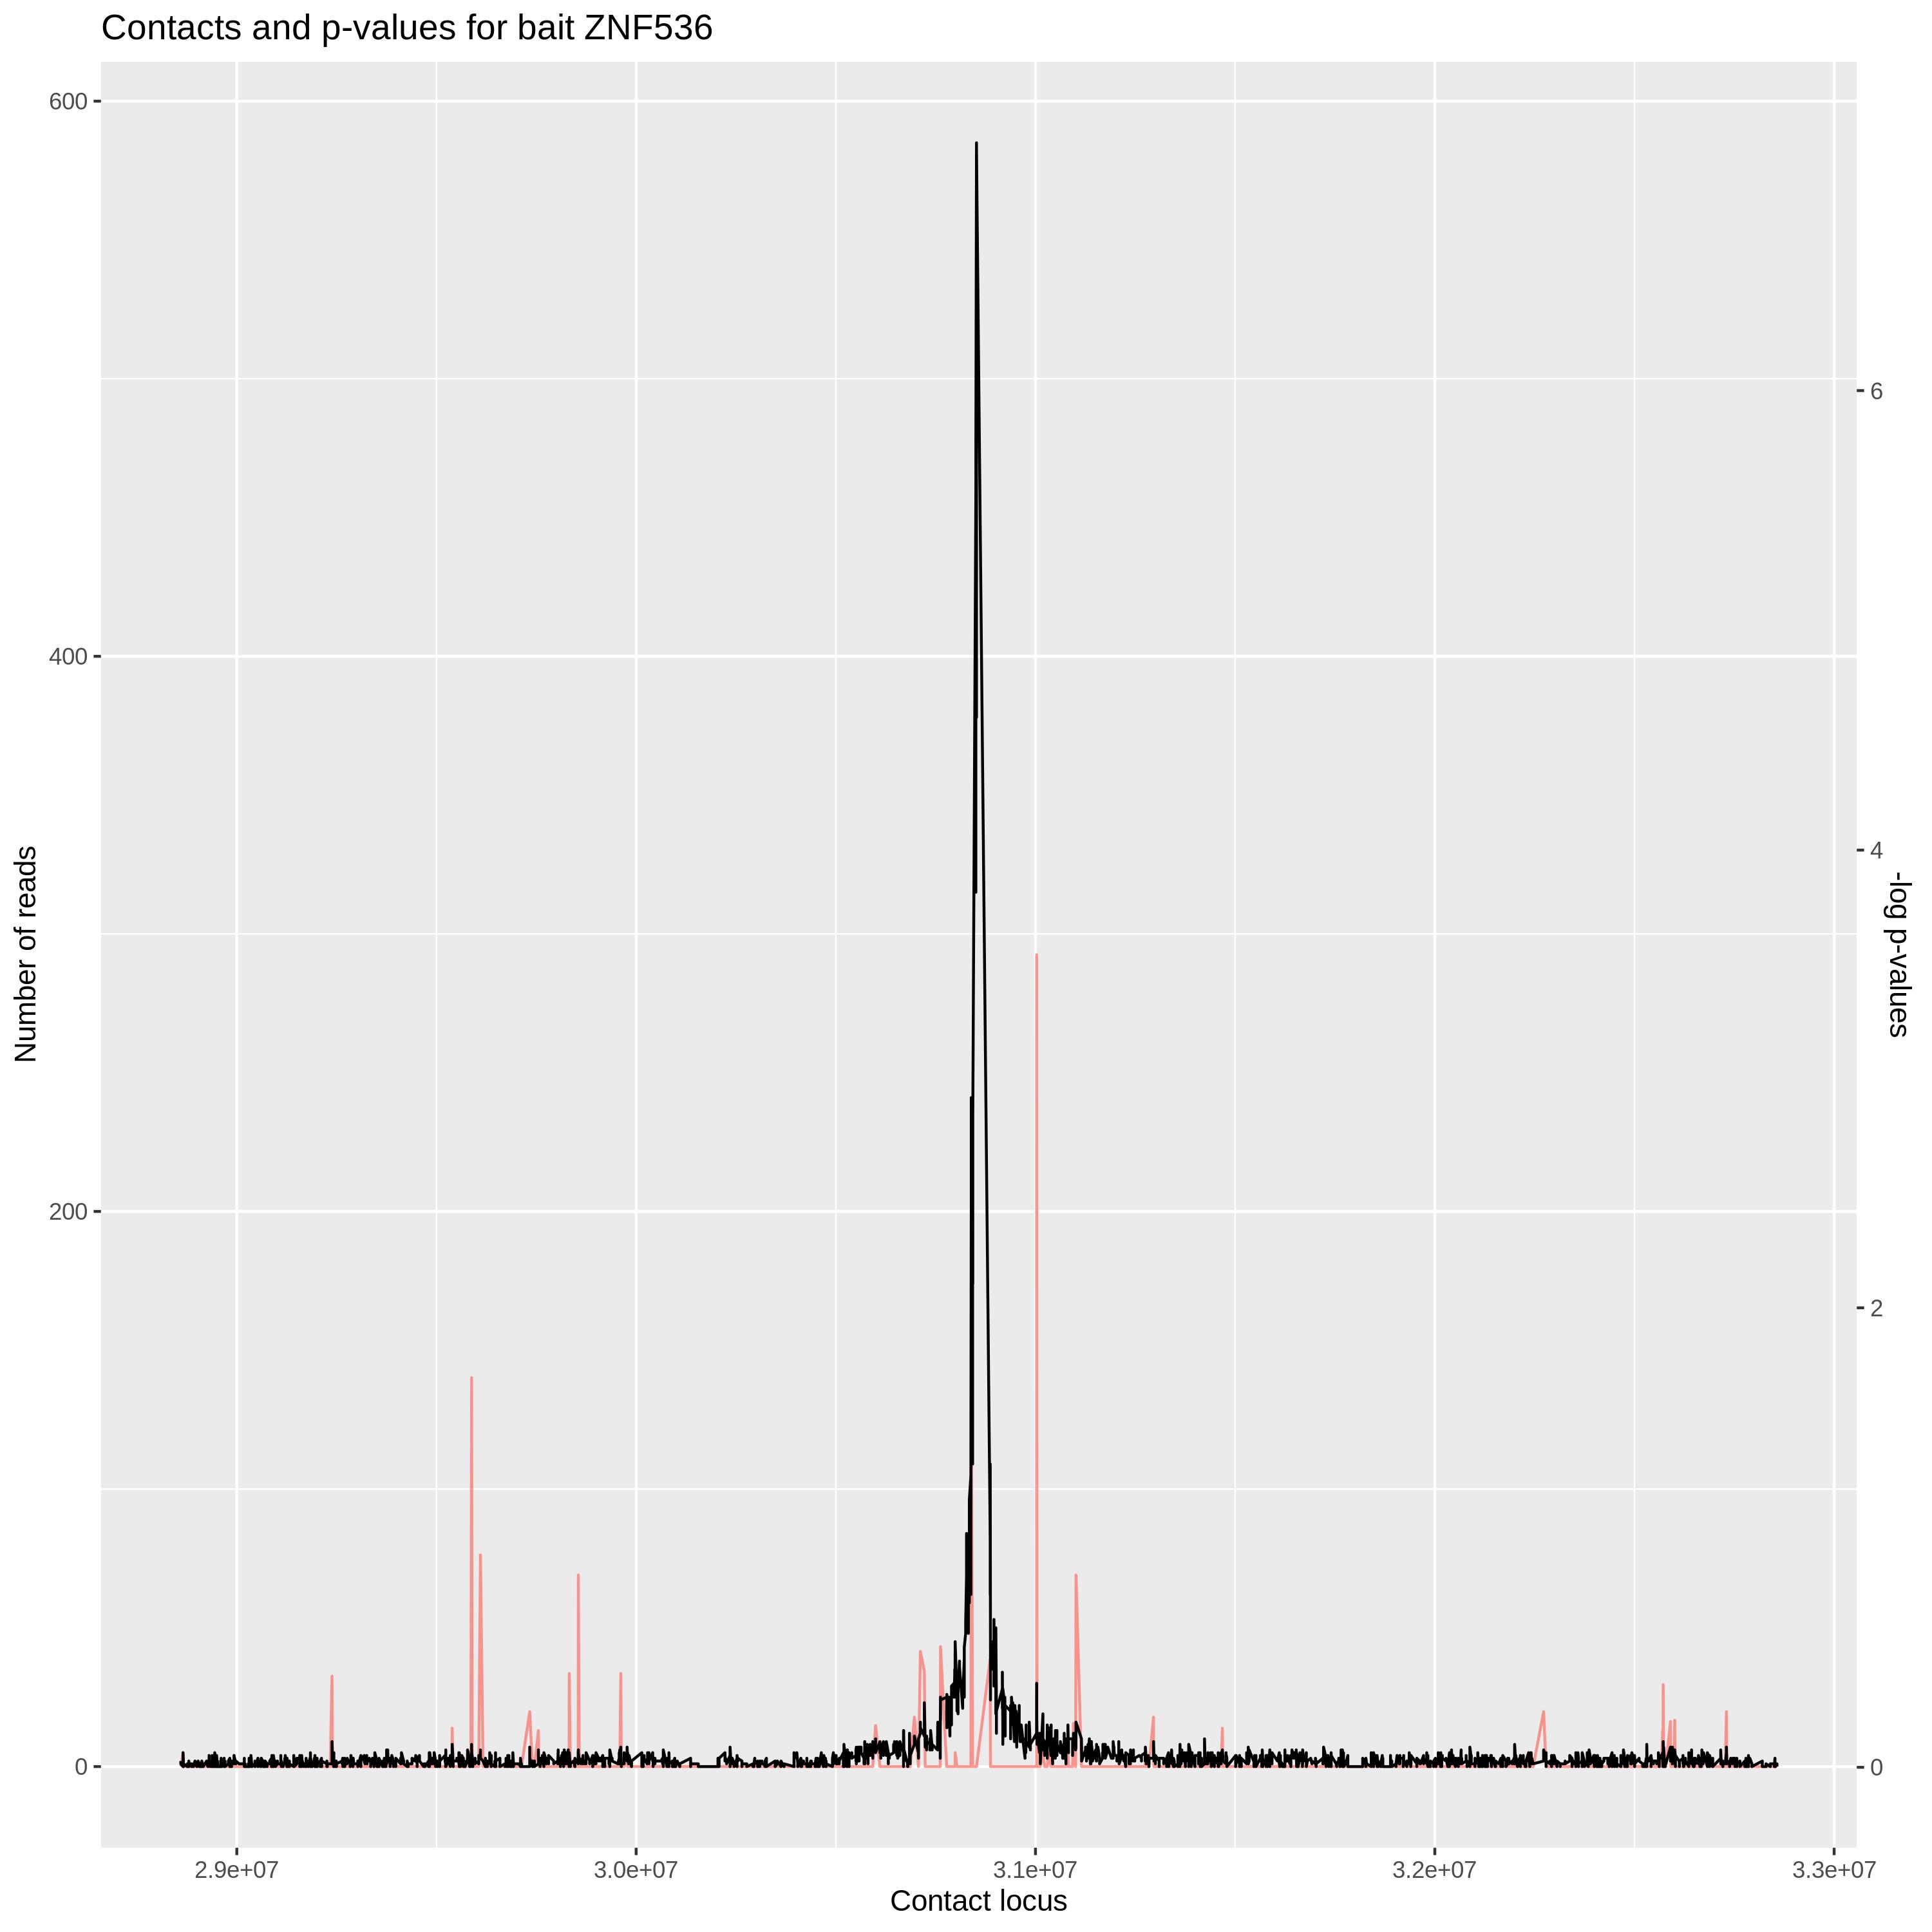 Contacts and p-values for bait ZNF536
600
400
200
0
Number of reads
6
4
2
0
-log p-values
2.9e+07
3.0e+07
3.1e+07
3.2e+07
3.3e+07
Contact locus